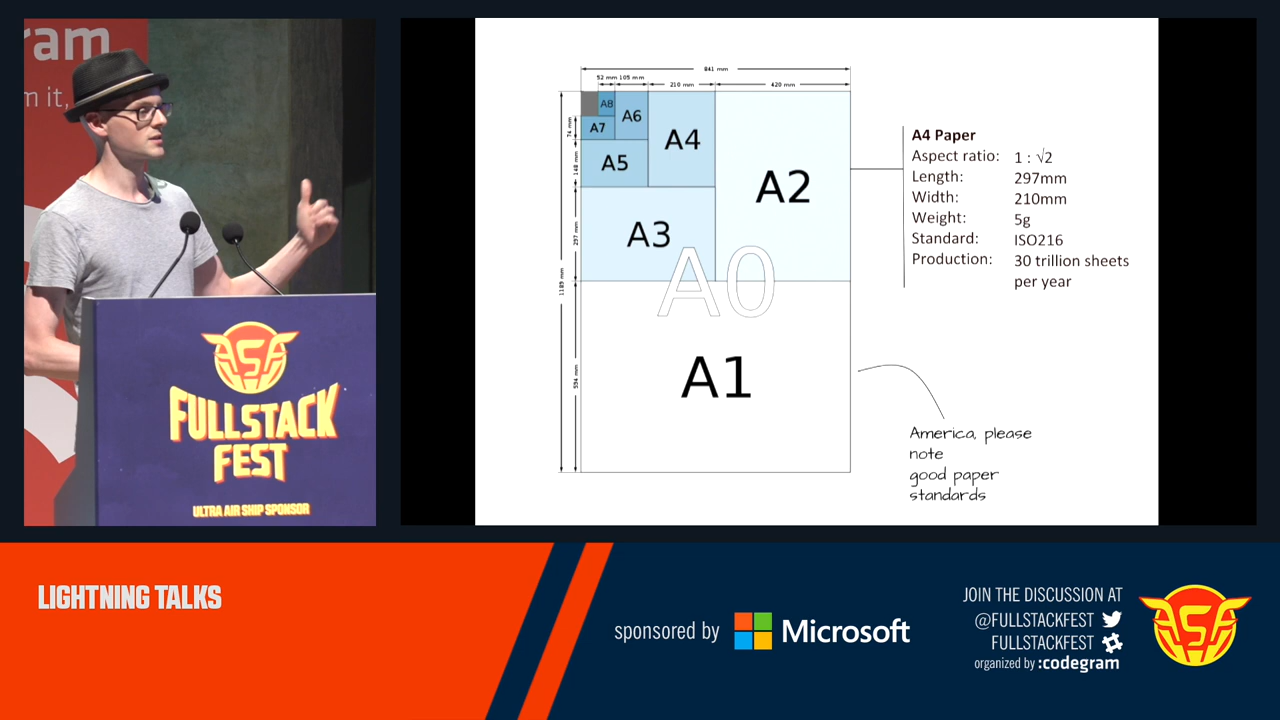 ram
n it,
FULLSTACK
FEST
ULTRA AIR SHIP SPONSOR
841 mm
52 mm 105 mm
210 mm
420 mm
A8
A7
A6
A5
A4
A3
A2
A0
A1
74 mm
148 mm
297 mm
1189 mm
594 mm
A4 Paper
Aspect ratio: 1 : √2
Length: 297mm
Width: 210mm
Weight: 5g
Standard: ISO216
Production: 30 trillion sheets
per year
America, please
note
good paper
standards
LIGHTNING TALKS
sponsored by Microsoft
JOIN THE DISCUSSION AT
@FULLSTACKFEST
FULLSTACKFEST
organized by :codegram